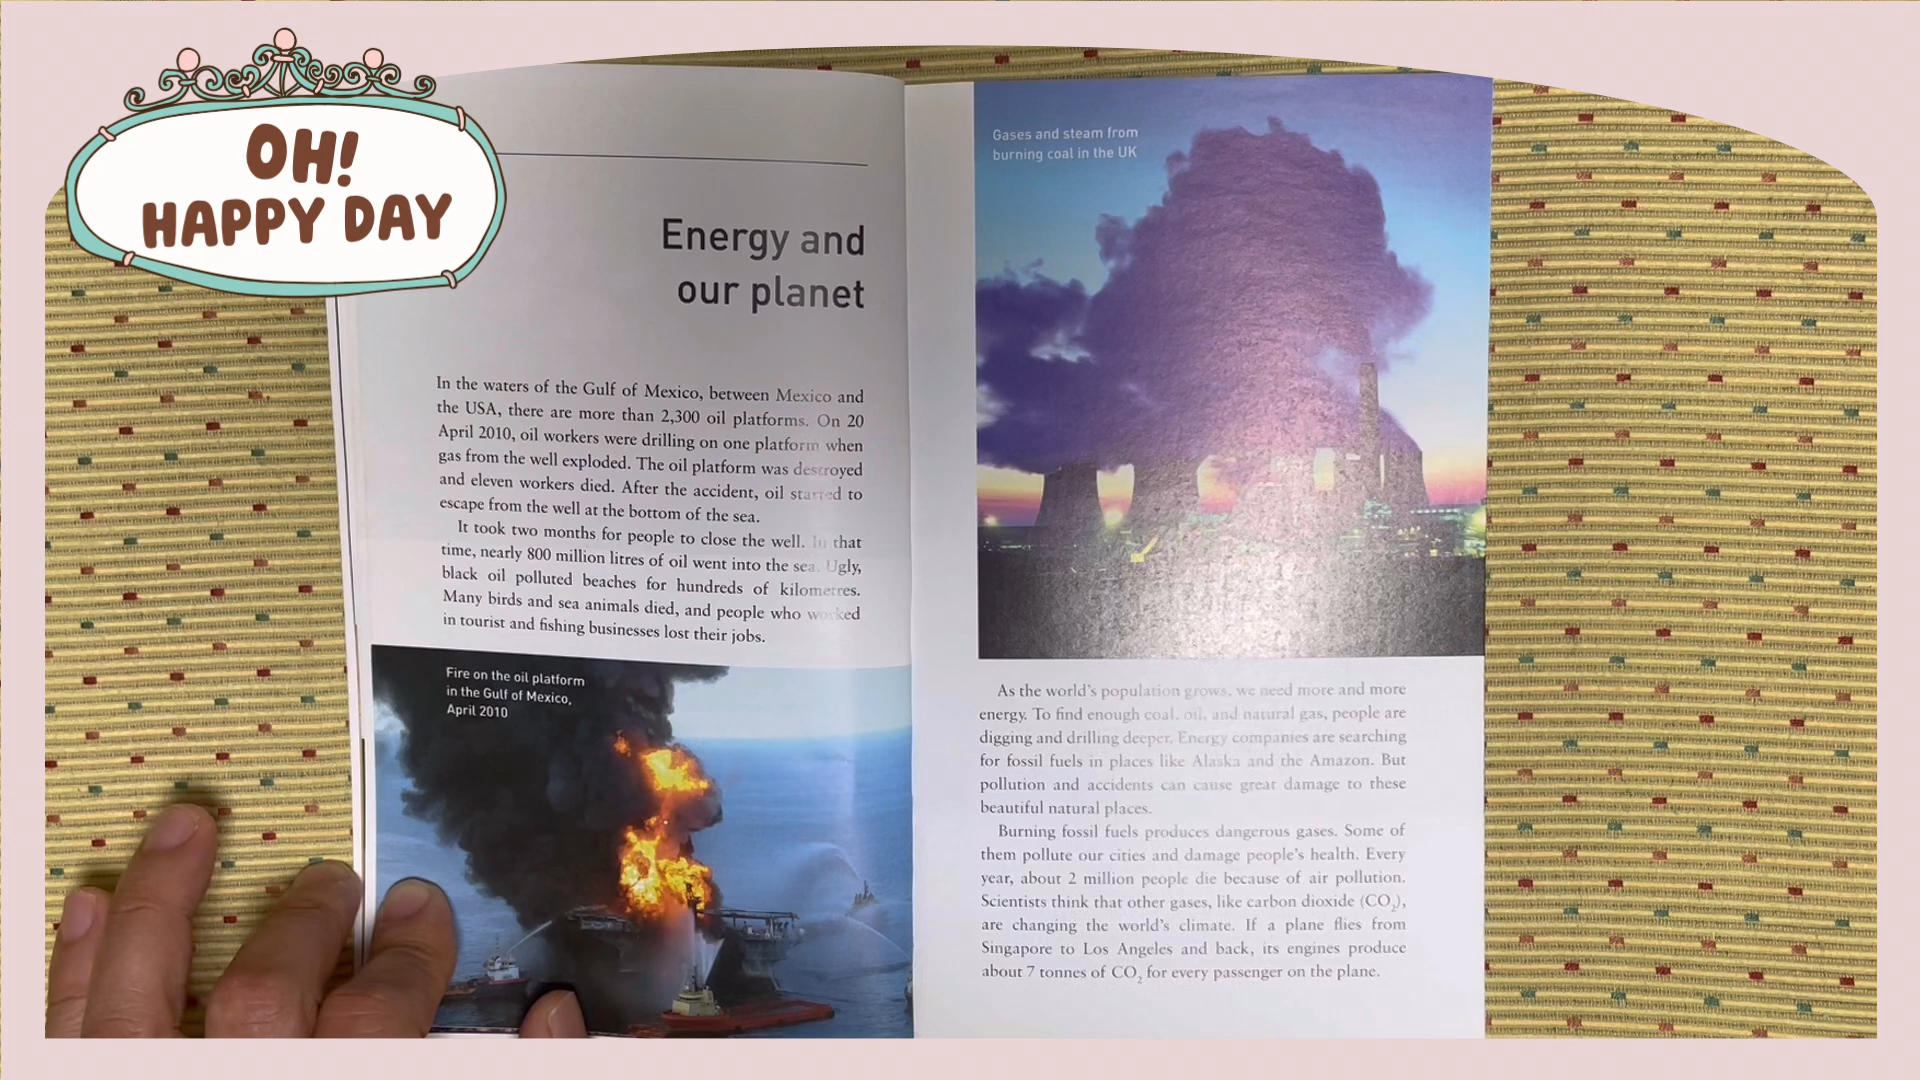 OH!
HAPPY DAY
Energy and
our planet
In the waters of the Gulf of Mexico, between Mexico and
the USA, there are more than 2,300 oil platforms. On 20
April 2010, oil workers were drilling on one platform when
gas from the well exploded. The oil platform was destroyed
and eleven workers died. After the accident, oil started to
escape from the well at the bottom of the sea.
It took two months for people to close the well. In that
time, nearly 800 million litres of oil went into the sea. Ugly,
black oil polluted beaches for hundreds of kilometres.
Many birds and sea animals died, and people who worked
in tourist and fishing businesses lost their jobs.
Fire on the oil platform
in the Gulf of Mexico,
April 2010
Gases and steam from
burning coal in the UK
As the world's population grows, we need more and more
energy. To find enough coal, oil, and natural gas, people are
digging and drilling deeper. Energy companies are searching
for fossil fuels in places like Alaska and the Amazon. But
pollution and accidents can cause great damage to these
beautiful natural places.
Burning fossil fuels produces dangerous gases. Some of
them pollute our cities and damage people's health. Every
year, about 2 million people die because of air pollution.
Scientists think that other gases, like carbon dioxide (CO₂),
are changing the world's climate. If a plane flies from
Singapore to Los Angeles and back, its engines produce
about 7 tonnes of CO₂ for every passenger on the plane.